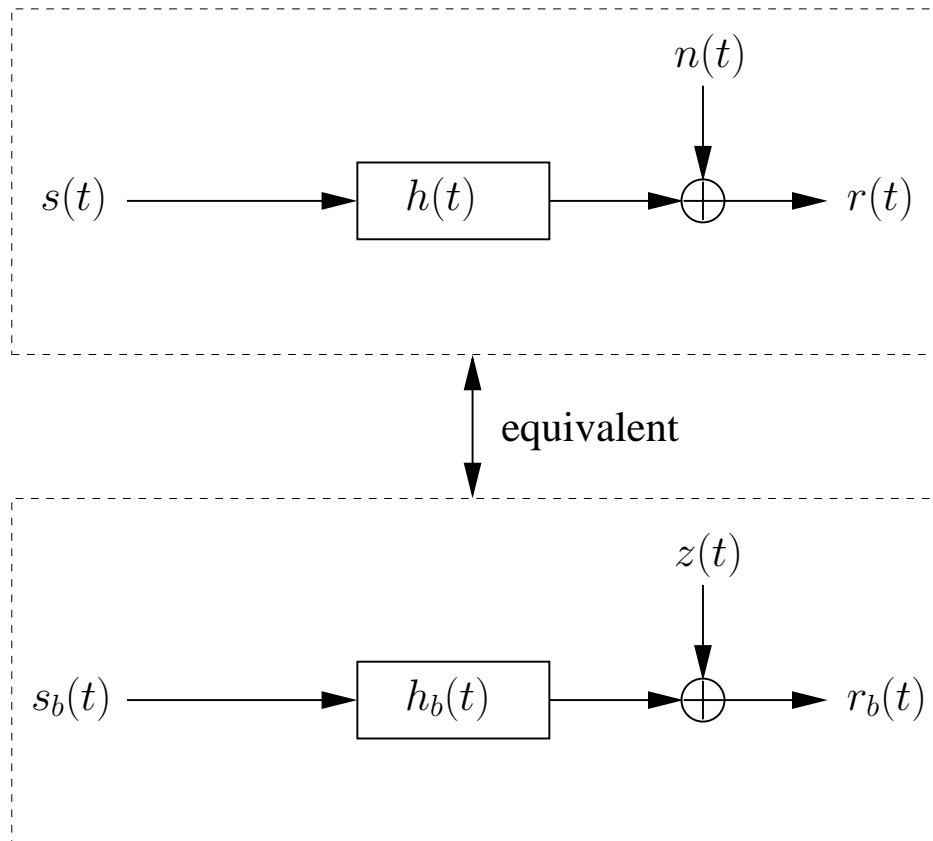 n(t)
s(t) h(t) r(t)
equivalent
z(t)
s_b(t) h_b(t) r_b(t)